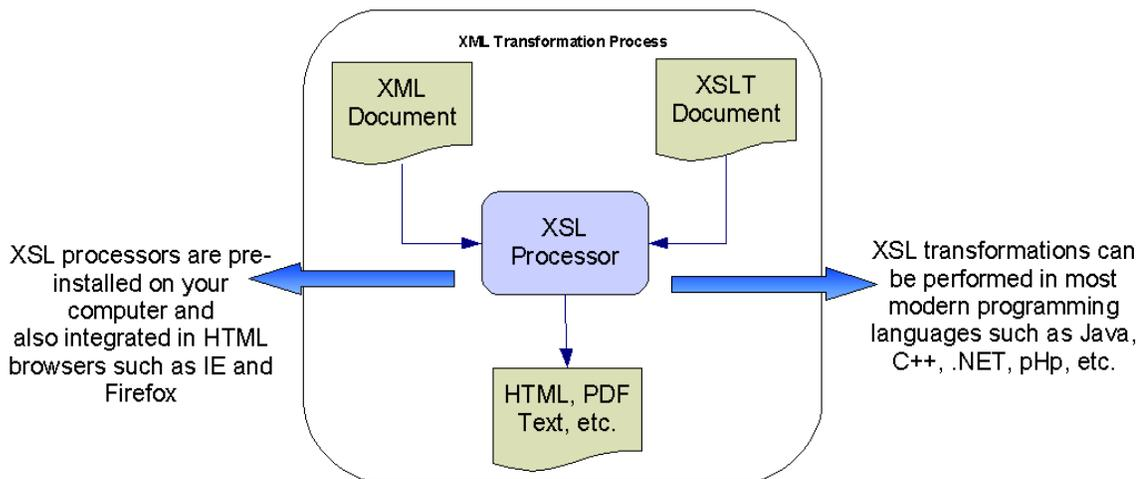 XML Transformation Process
XML
Document
XSLT
Document
XSL
Processor
XSL processors are pre-
installed on your
computer and
also integrated in HTML
browsers such as IE and
Firefox
XSL transformations can
be performed in most
modern programming
languages such as Java,
C++, .NET, pHp, etc.
HTML, PDF
Text, etc.